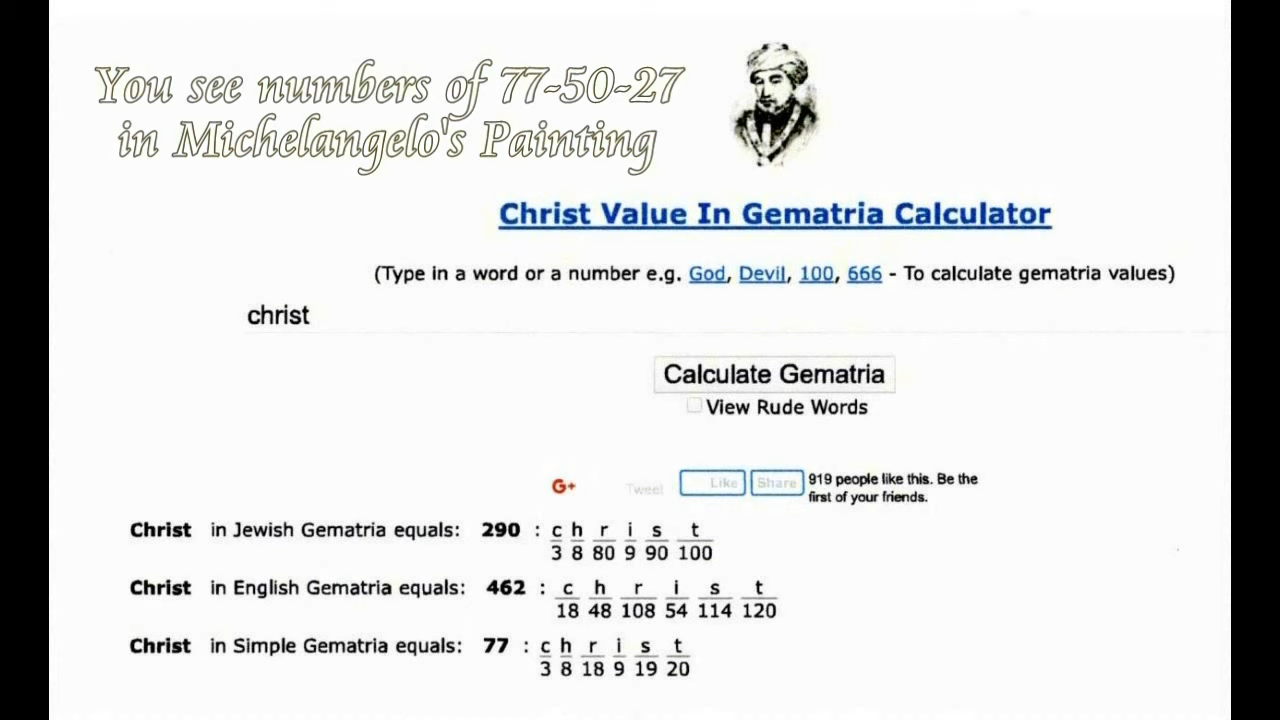 You see numbers of 77-50-27
in Michelangelo's Painting
Christ Value In Gematria Calculator
(Type in a word or a number e.g. God, Devil, 100, 666 - To calculate gematria values)
christ
Calculate Gematria
View Rude Words
G+ Tweet Like Share 919 people like this. Be the
first of your friends.
Christ in Jewish Gematria equals: 290 : c h r i s t
3 8 80 9 90 100
Christ in English Gematria equals: 462 : c h r i s t
18 48 108 54 114 120
Christ in Simple Gematria equals: 77 : c h r i s t
3 8 18 9 19 20